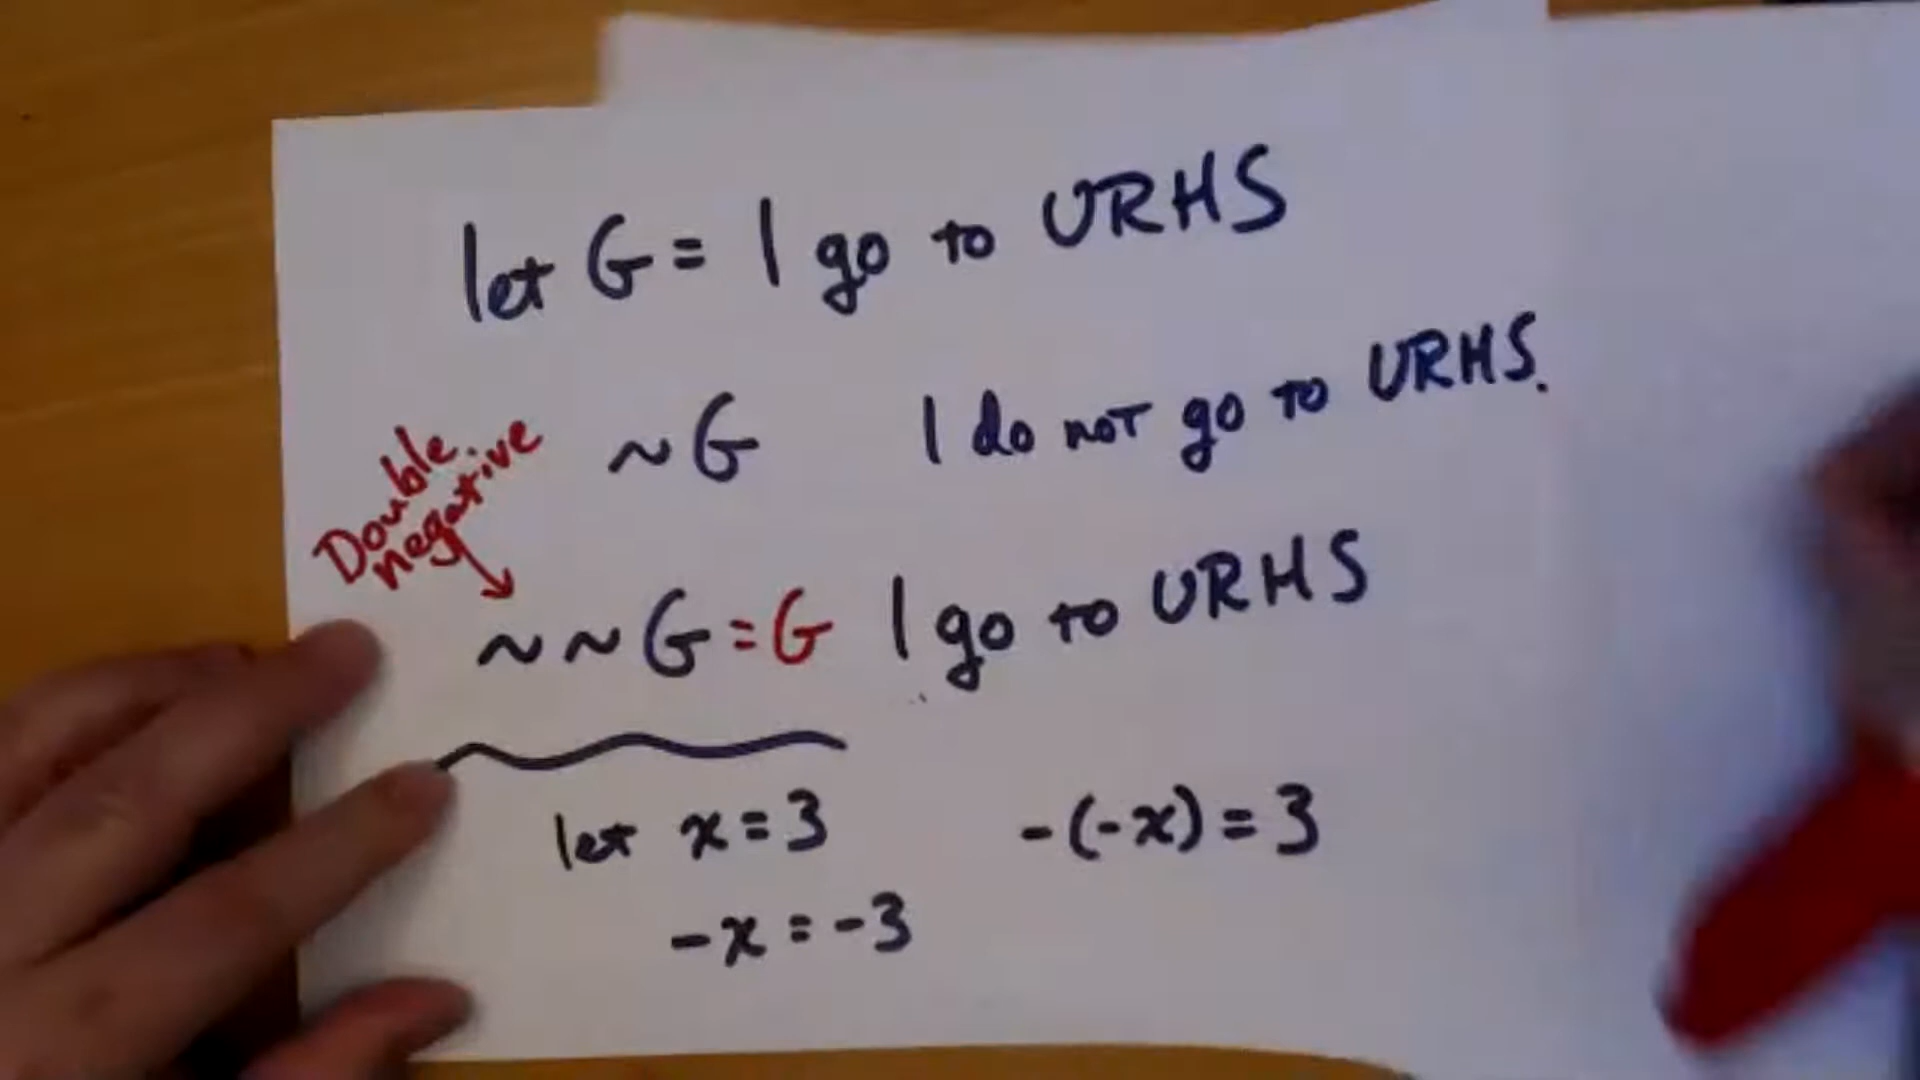 let G = I go to URHS
~G I do not go to URHS.
Double
negative
~~G = G I go to URHS
let x = 3 -(-x) = 3
-x = -3